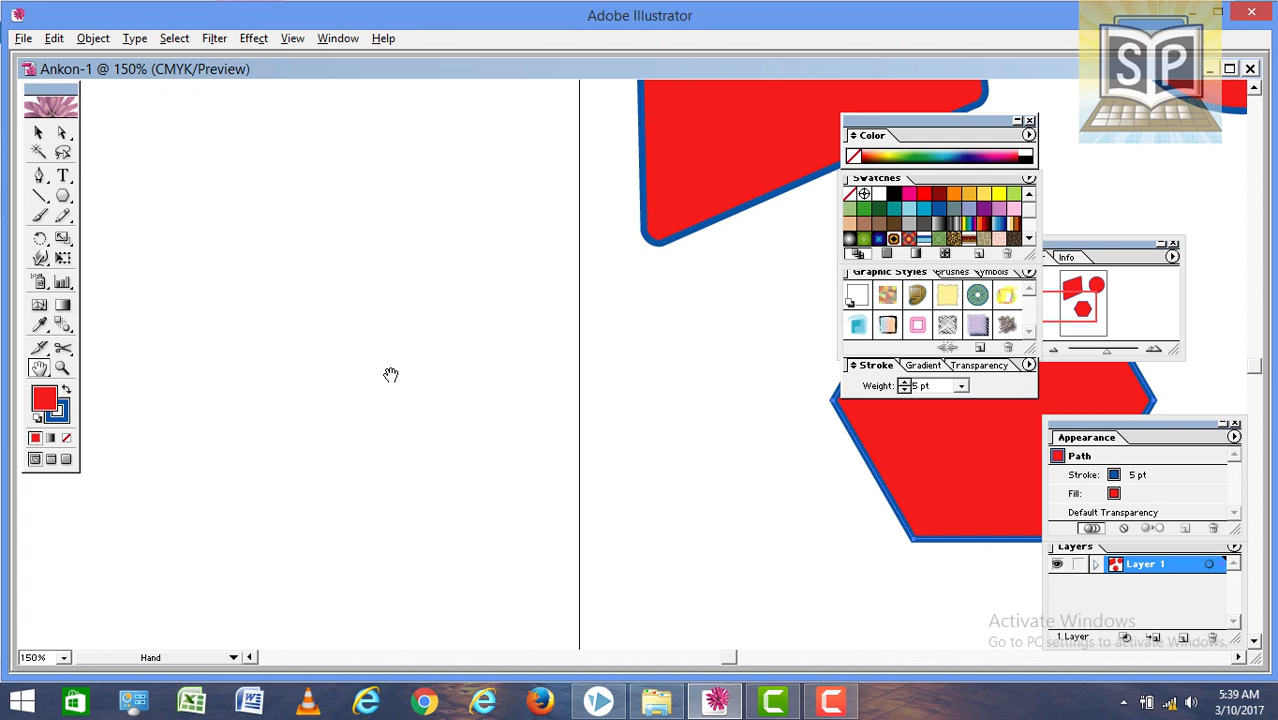 Adobe Illustrator
SP
File Edit Object Type Select Filter Effect View Window Help
Ankon-1 @ 150% (CMYK/Preview)
Color
Swatches
Info
Graphic Styles Brushes Symbols
Stroke Gradient Transparency
Weight: 5 pt
Appearance
Path
Stroke: 5 pt
Fill:
Default Transparency
Layers
Layer 1
Activate Windows
Go to PC settings to activate Windows.
1 Layer
150% Hand
5:39 AM
3/10/2017